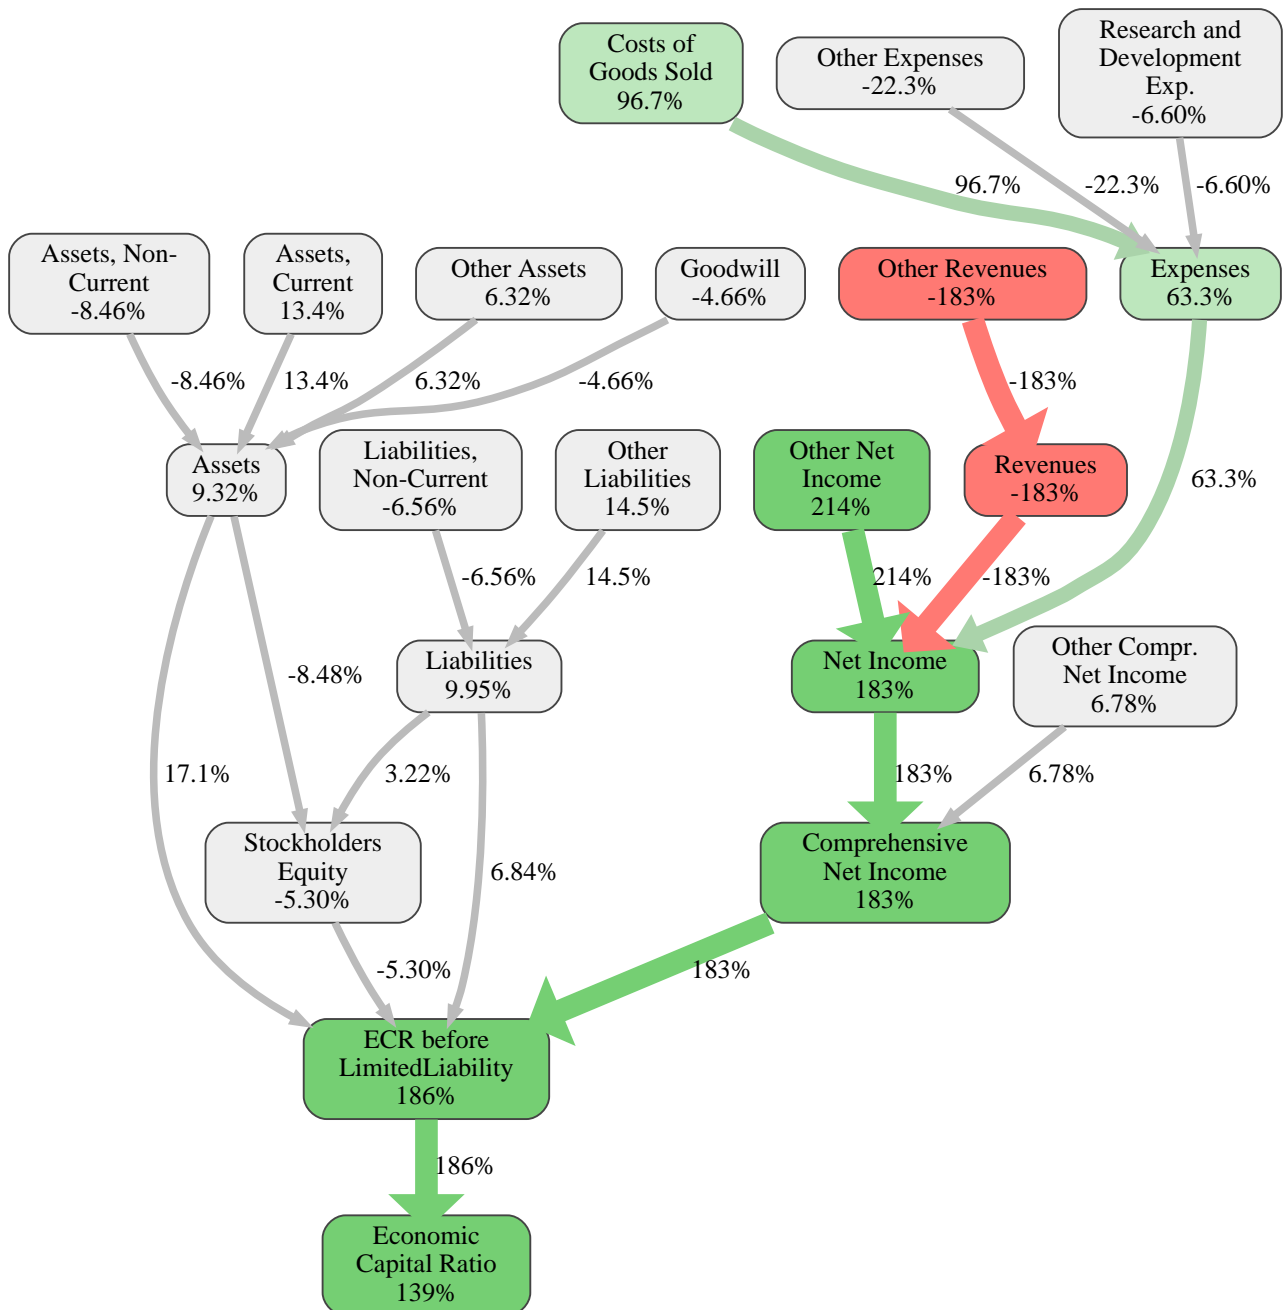 Costs of
Goods Sold
96.7%
Other Expenses
-22.3%
Research and
Development
Exp.
-6.60%
96.7%
-22.3%
-6.60%
Assets, Non-
Current
-8.46%
Assets,
Current
13.4%
Other Assets
6.32%
Goodwill
-4.66%
Other Revenues
-183%
Expenses
63.3%
-8.46%
13.4%
6.32%
-4.66%
-183%
Assets
9.32%
Liabilities,
Non-Current
-6.56%
Other
Liabilities
14.5%
Other Net
Income
214%
Revenues
-183%
63.3%
-6.56%
14.5%
214%
-183%
-8.48%
Liabilities
9.95%
Net Income
183%
Other Compr.
Net Income
6.78%
17.1%
3.22%
183%
6.78%
Stockholders
Equity
-5.30%
6.84%
Comprehensive
Net Income
183%
-5.30%
183%
ECR before
LimitedLiability
186%
186%
Economic
Capital Ratio
139%